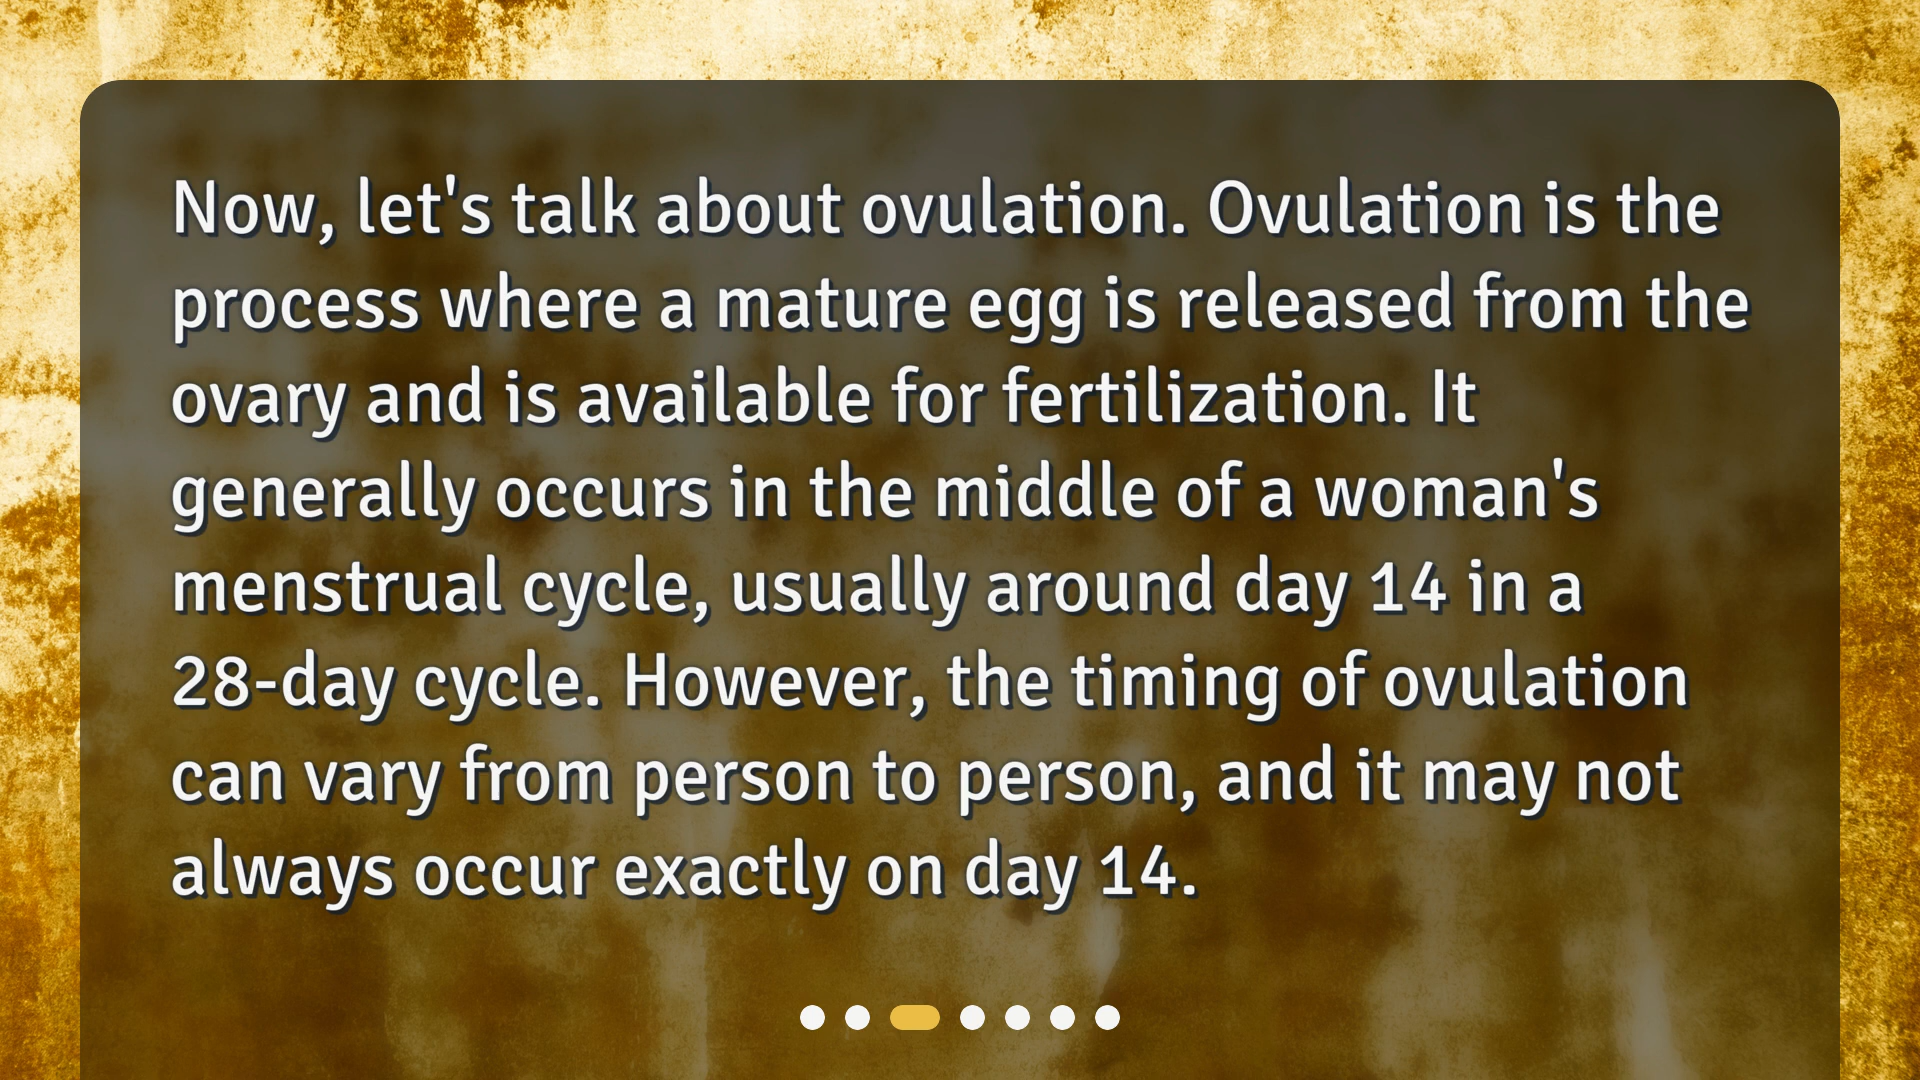 Now, let's talk about ovulation. Ovulation is the
process where a mature egg is released from the
ovary and is available for fertilization. It
generally occurs in the middle of a woman's
menstrual cycle, usually around day 14 in a
28-day cycle. However, the timing of ovulation
can vary from person to person, and it may not
always occur exactly on day 14.